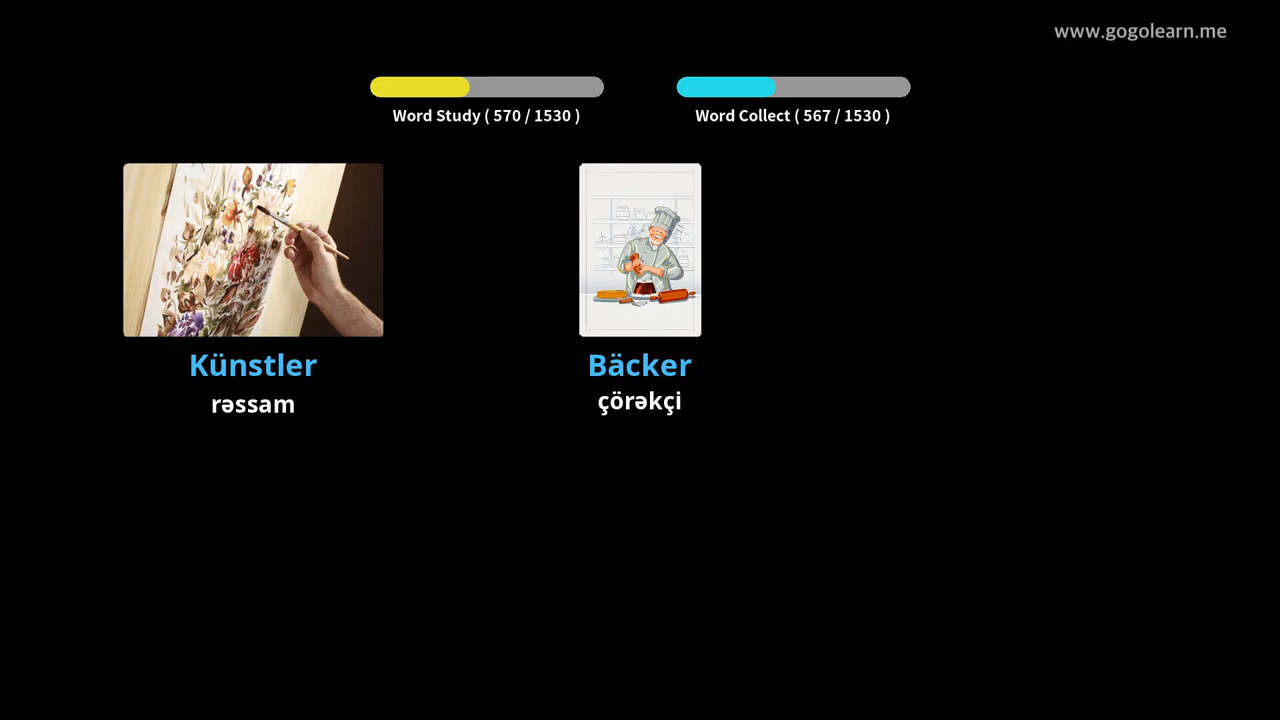 www.gogolearn.me
Word Study ( 570 / 1530 )
Word Collect ( 567 / 1530 )
Künstler
rəssam
Bäcker
çörəkçi